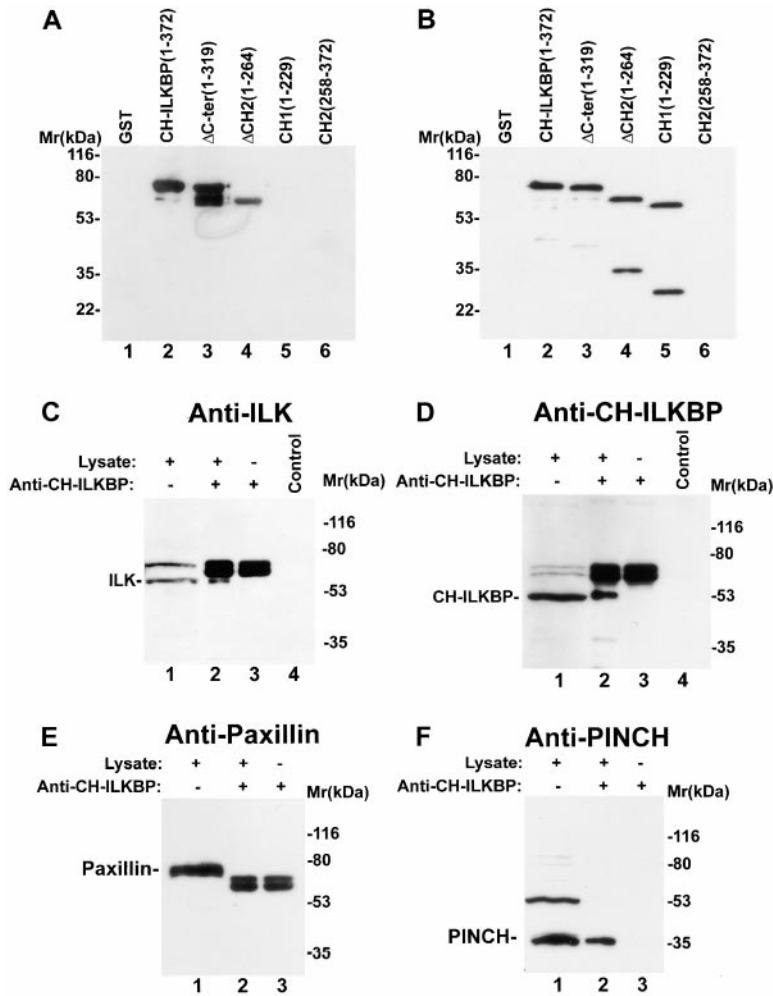 A
GST
CH-ILKBP(1-372)
ΔC-ter(1-319)
ΔCH2(1-264)
CH1(1-229)
CH2(258-372)
Mr(kDa)
116-
80-
53-
35-
22-
1 2 3 4 5 6
B
GST
CH-ILKBP(1-372)
ΔC-ter(1-319)
ΔCH2(1-264)
CH1(1-229)
CH2(258-372)
Mr(kDa)
116-
80-
53-
35-
22-
1 2 3 4 5 6
C Anti-ILK
Lysate: + + -
Anti-CH-ILKBP: - + + Control Mr(kDa)
-116
-80
ILK-
-53
-35
1 2 3 4
D Anti-CH-ILKBP
Lysate: + + -
Anti-CH-ILKBP: - + + Control Mr(kDa)
-116
-80
CH-ILKBP- -53
-35
1 2 3 4
E Anti-Paxillin
Lysate: + + -
Anti-CH-ILKBP: - + + Mr(kDa)
-116
-80
Paxillin-
-53
-35
1 2 3
F Anti-PINCH
Lysate: + + -
Anti-CH-ILKBP: - + + Mr(kDa)
-116
-80
-53
PINCH- -35
1 2 3